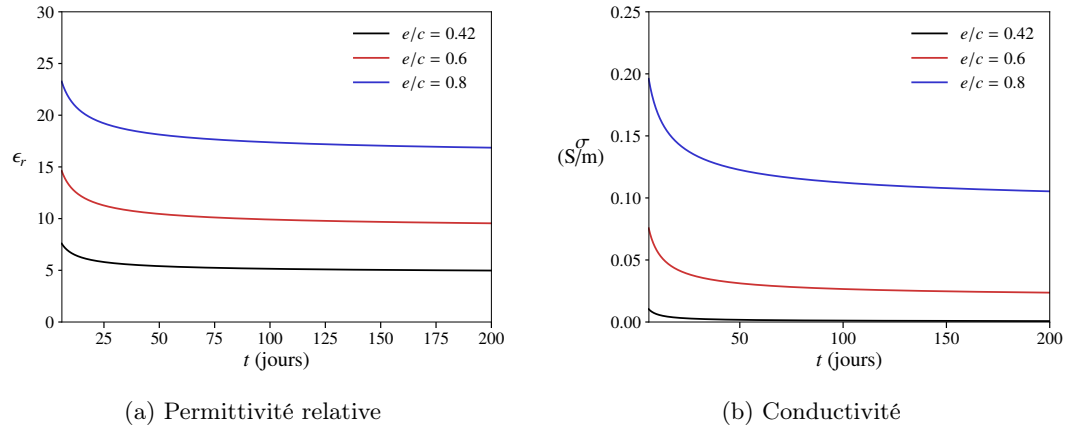 30
25
20
15
10
5
0
ϵr
e/c = 0.42
e/c = 0.6
e/c = 0.8
25 50 75 100 125 150 175 200
t (jours)
(a) Permittivité relative
0.25
0.20
0.15
0.10
0.05
0.00
σ
(S/m)
e/c = 0.42
e/c = 0.6
e/c = 0.8
50 100 150 200
t (jours)
(b) Conductivité